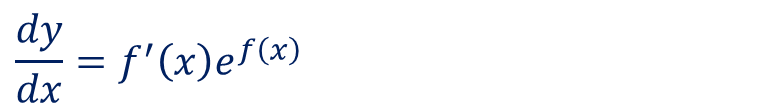 dy/dx = f′(x)e^{f(x)}